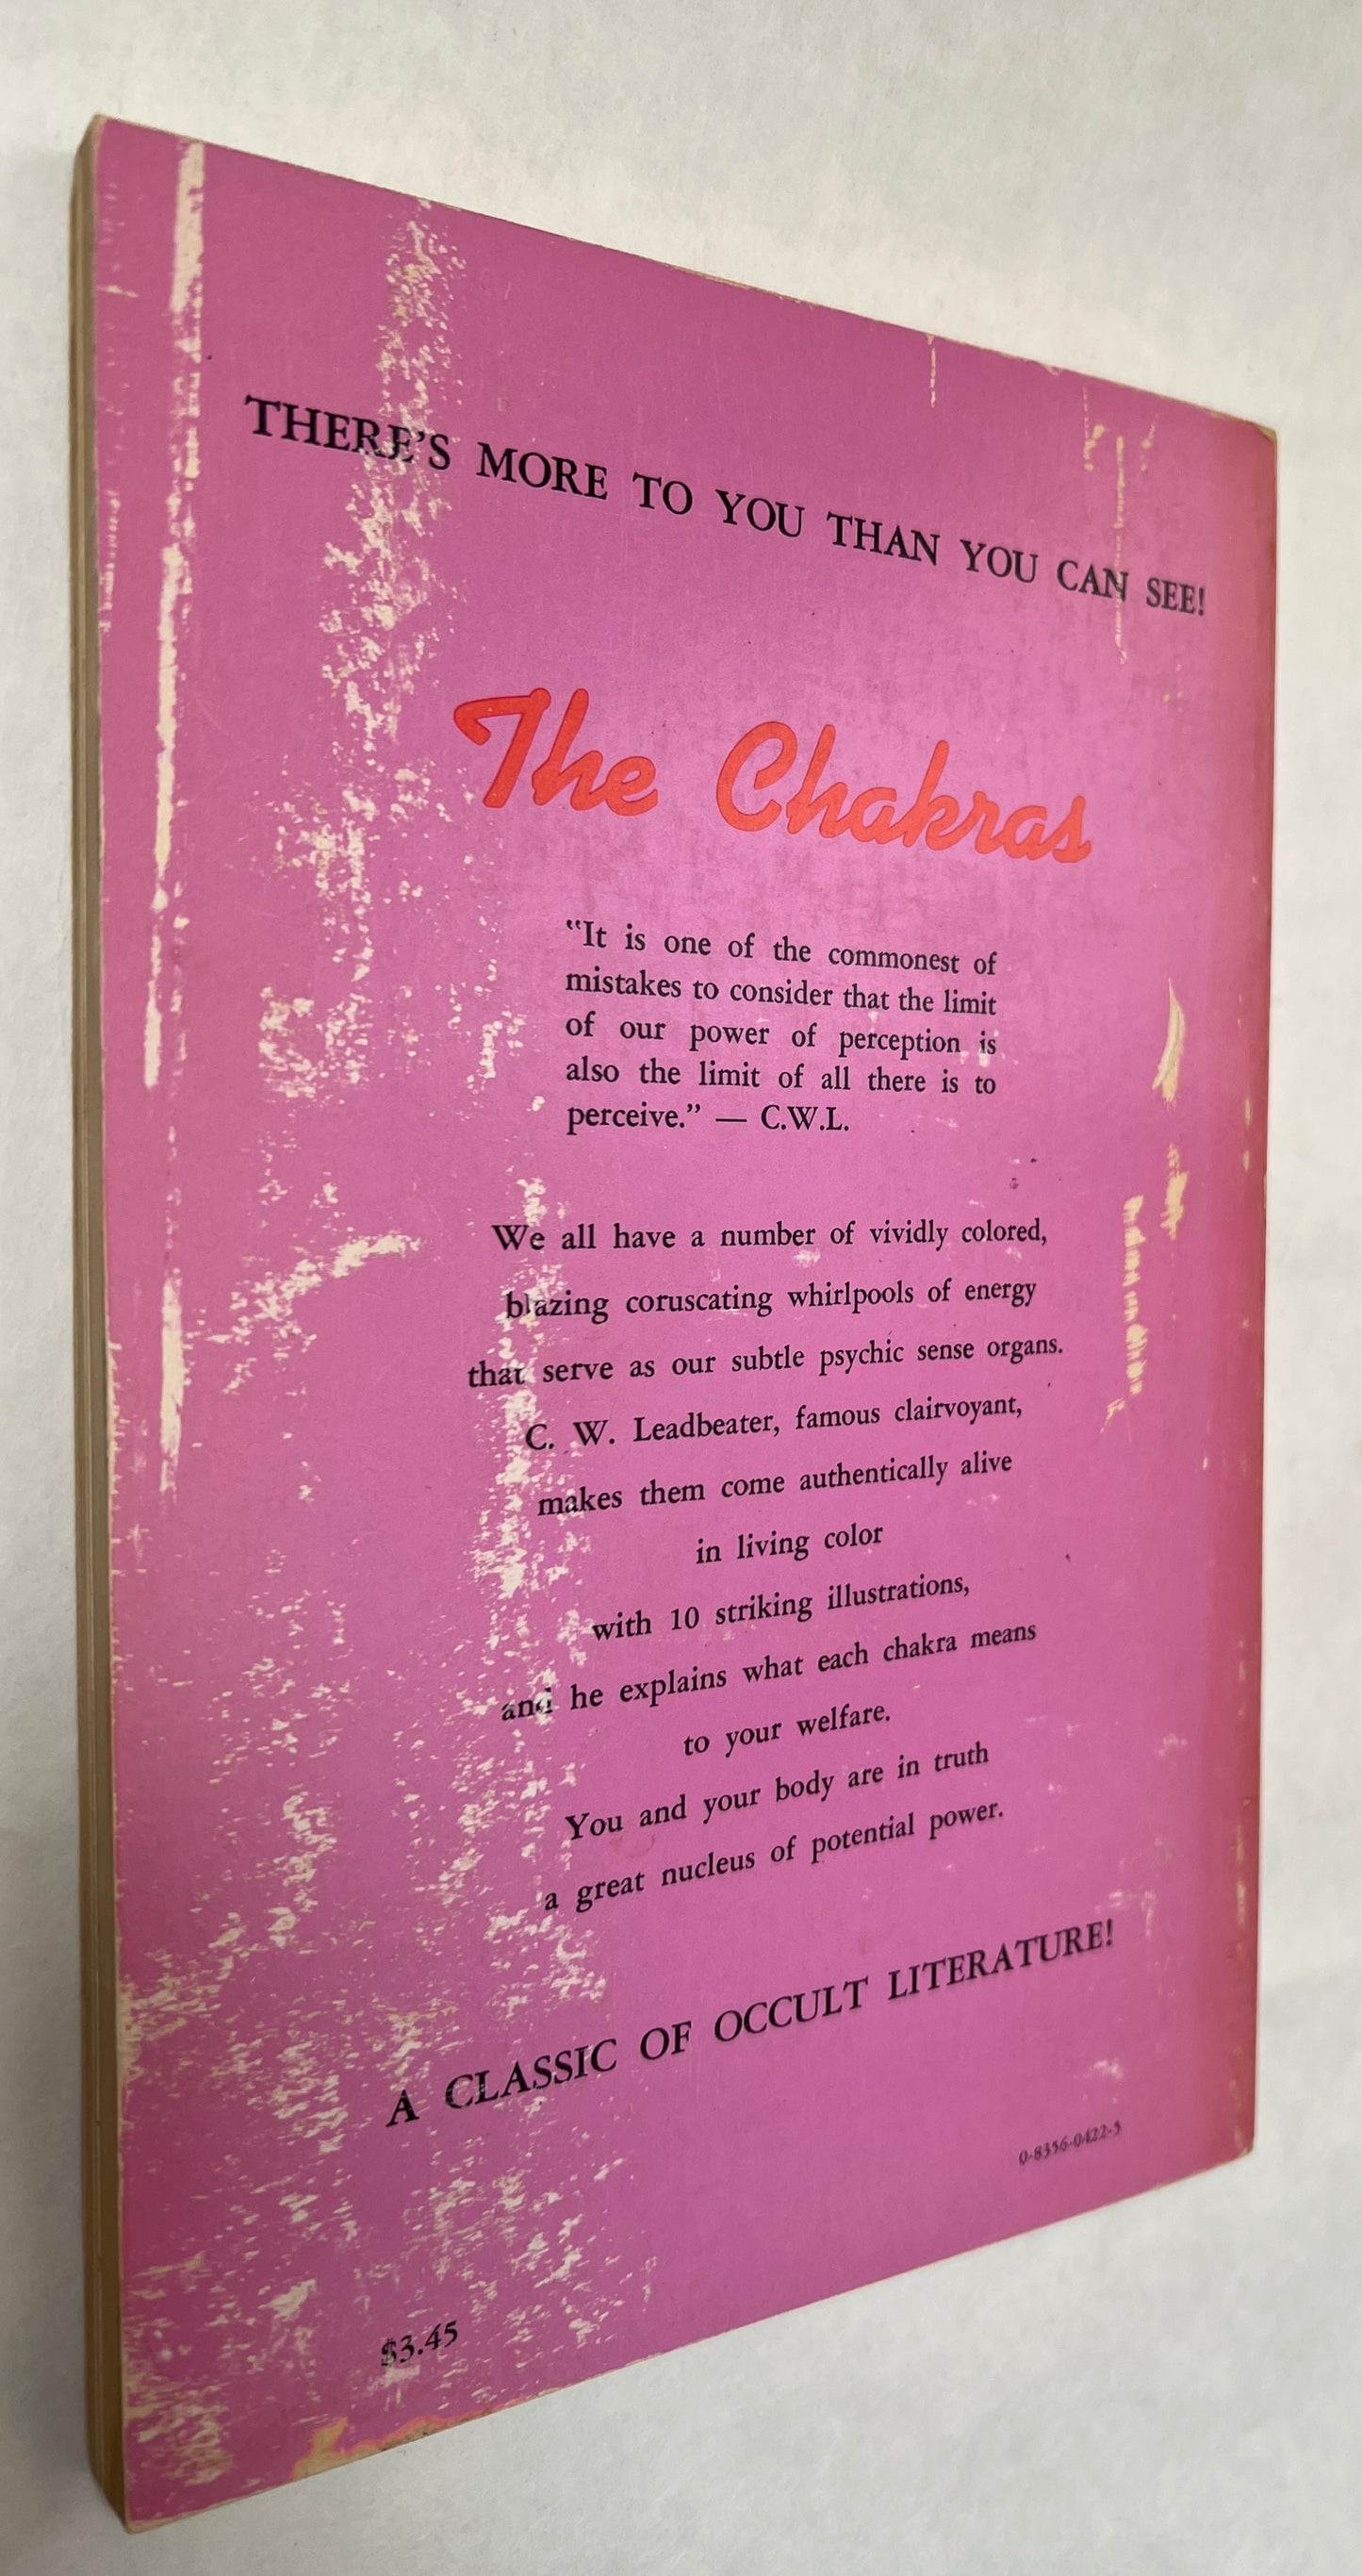 THERE'S MORE TO YOU THAN YOU CAN SEE!
The Chakras
"It is one of the commonest of
mistakes to consider that the limit
of our power of perception is
also the limit of all there is to
perceive." — C.W.L.
We all have a number of vividly colored,
blazing coruscating whirlpools of energy
that serve as our subtle psychic sense organs.
C. W. Leadbeater, famous clairvoyant,
makes them come authentically alive
in living color
with 10 striking illustrations,
and he explains what each chakra means
to your welfare.
You and your body are in truth
a great nucleus of potential power.
A CLASSIC OF OCCULT LITERATURE!
0-8356-0422-5
$3.45